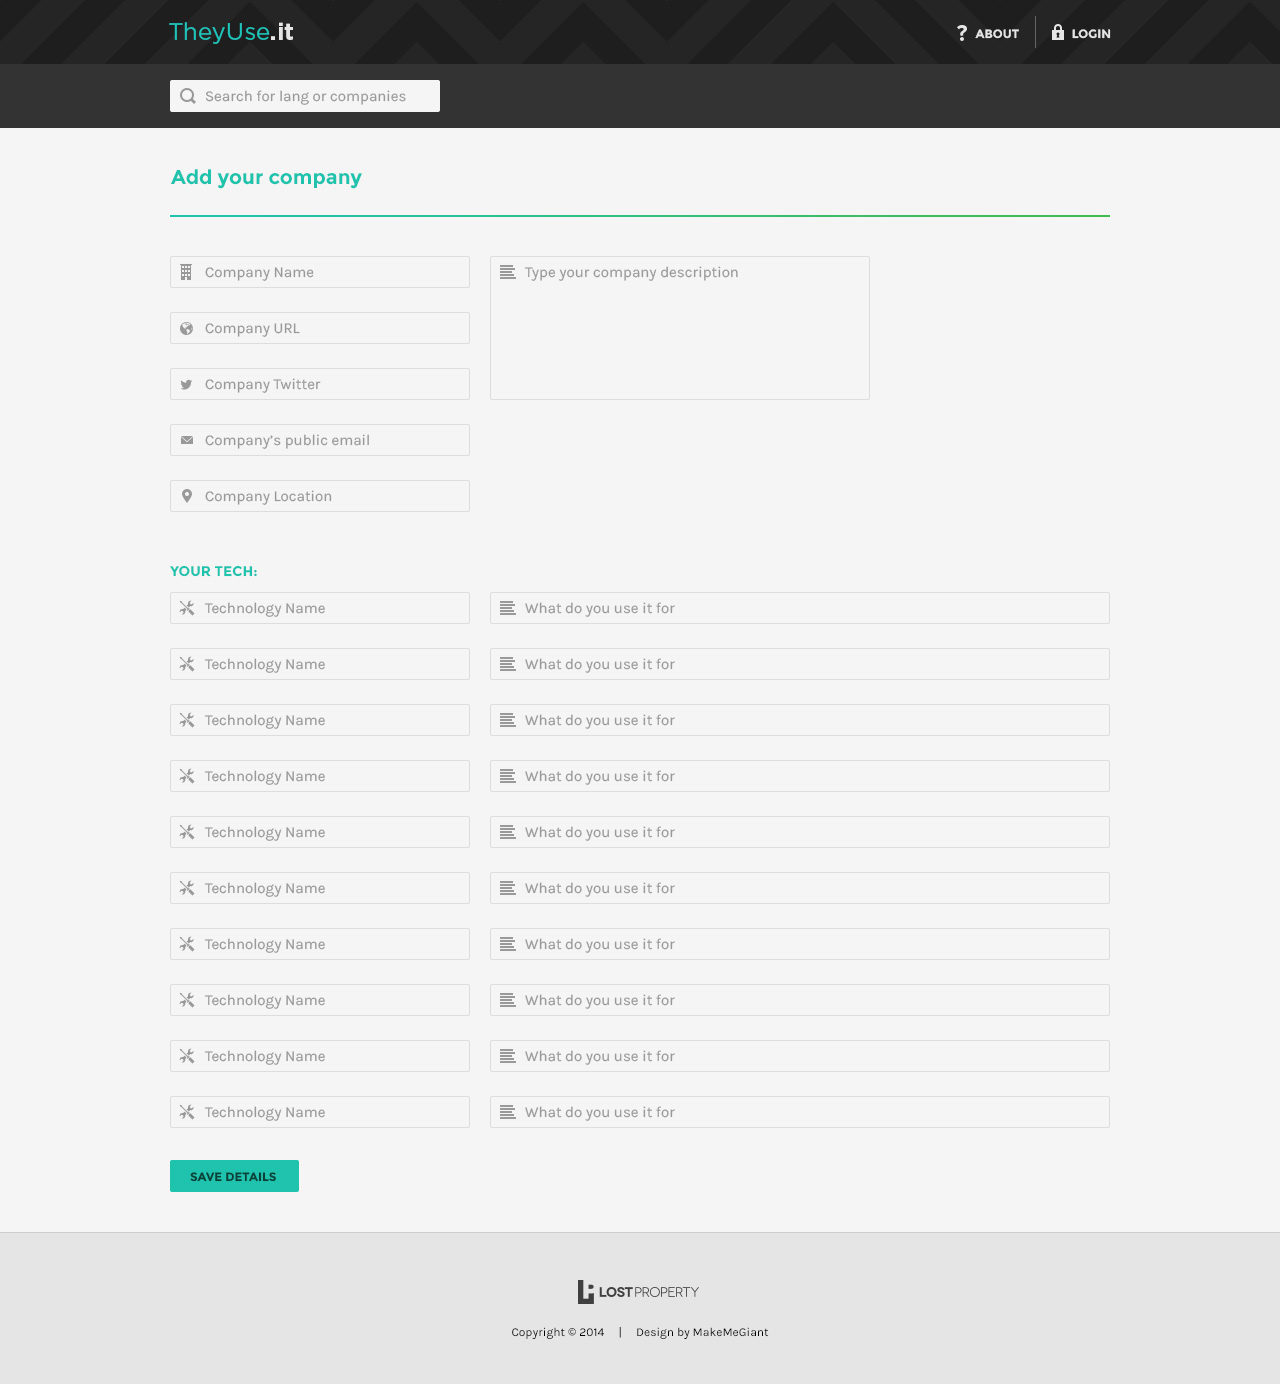 TheyUse.it
? ABOUT
LOGIN
Search for lang or companies
Add your company
Company Name
Type your company description
Company URL
Company Twitter
Company’s public email
Company Location
YOUR TECH:
Technology Name
What do you use it for
Technology Name
What do you use it for
Technology Name
What do you use it for
Technology Name
What do you use it for
Technology Name
What do you use it for
Technology Name
What do you use it for
Technology Name
What do you use it for
Technology Name
What do you use it for
Technology Name
What do you use it for
Technology Name
What do you use it for
SAVE DETAILS
LOSTPROPERTY
Copyright © 2014 | Design by MakeMeGiant